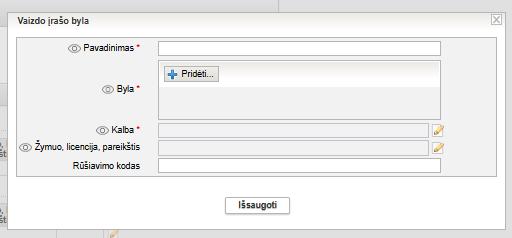 Vaizdo įrašo byla
Pavadinimas *
Pridėti...
Byla *
Kalba *
Žymuo, licencija, pareikštis
Rūšiavimo kodas
Išsaugoti